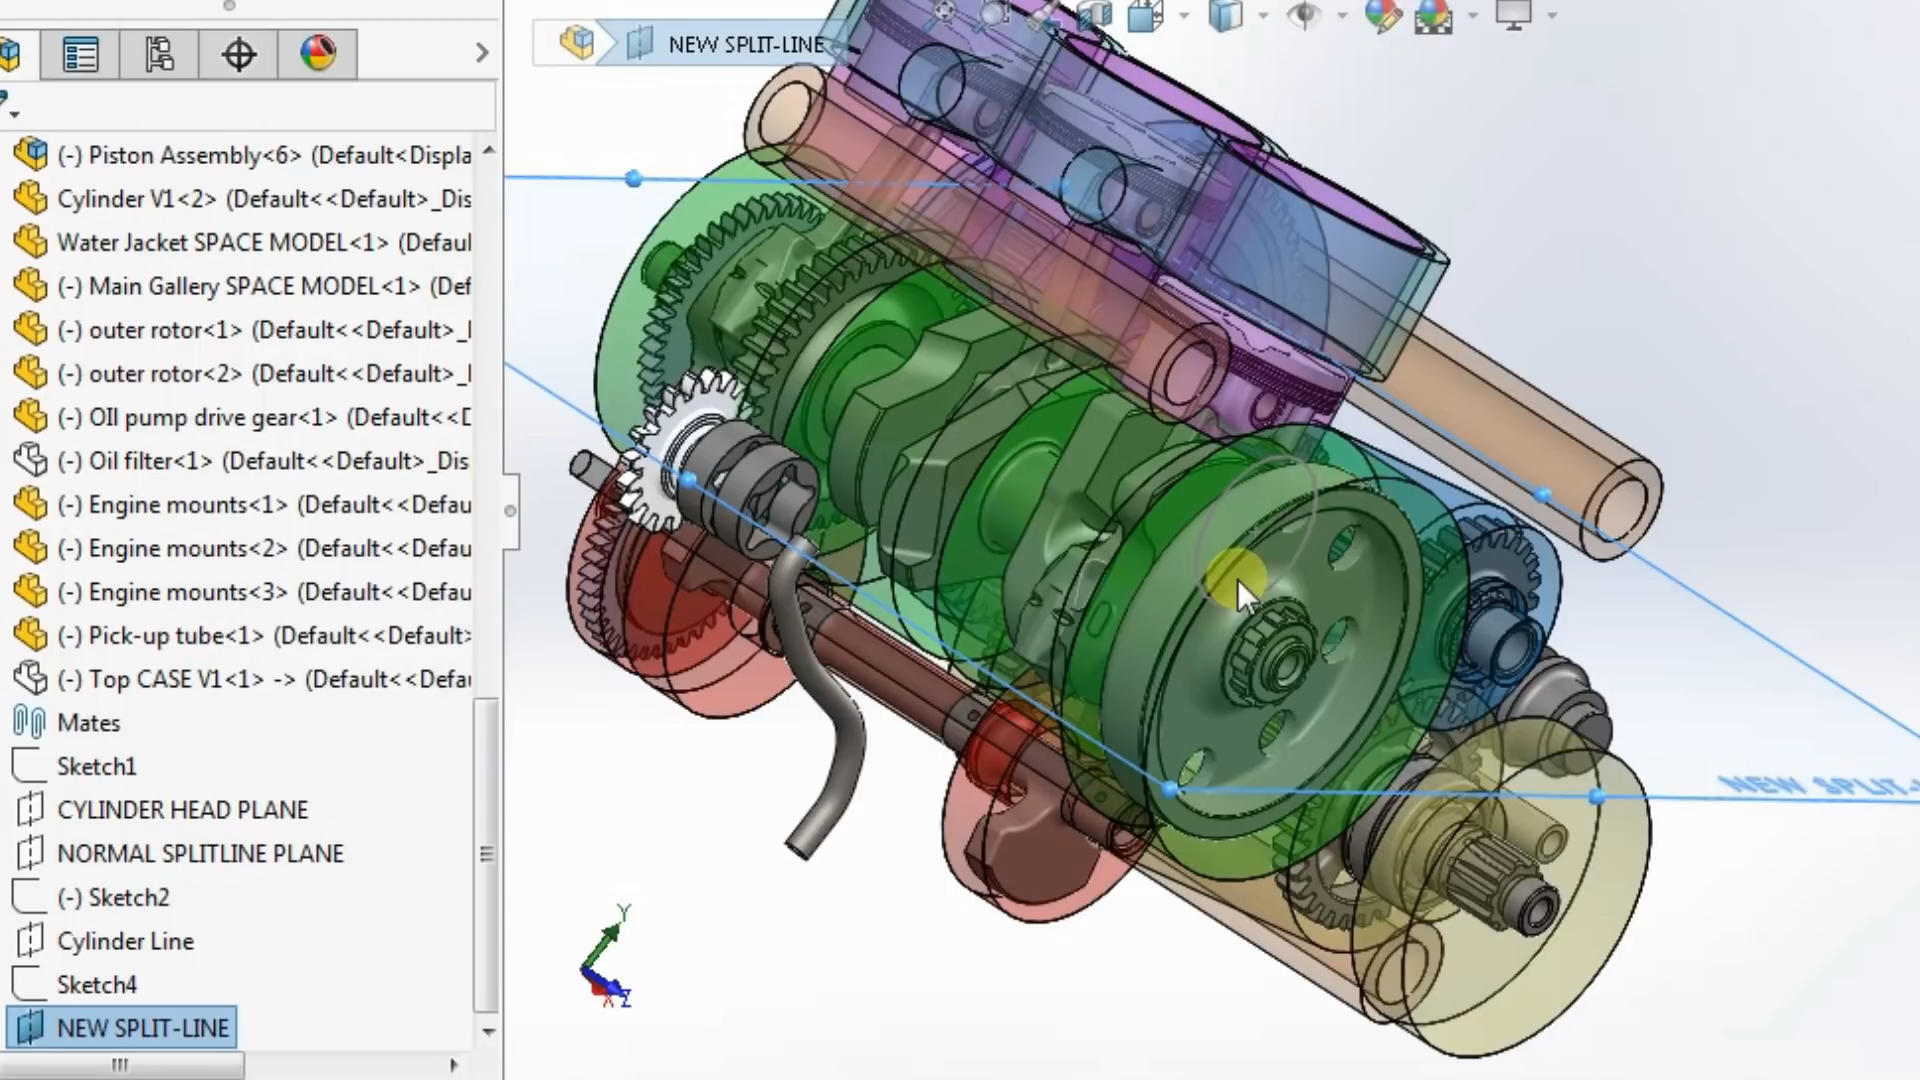 NEW SPLIT-LINE
(-) Piston Assembly<6> (Default<Displa
Cylinder V1<2> (Default<<Default>_Dis
Water Jacket SPACE MODEL<1> (Defaul
(-) Main Gallery SPACE MODEL<1> (Def
(-) outer rotor<1> (Default<<Default>_I
(-) outer rotor<2> (Default<<Default>_I
(-) OIl pump drive gear<1> (Default<<D
(-) Oil filter<1> (Default<<Default>_Dis
(-) Engine mounts<1> (Default<<Defau
(-) Engine mounts<2> (Default<<Defau
(-) Engine mounts<3> (Default<<Defau
(-) Pick-up tube<1> (Default<<Default>
(-) Top CASE V1<1> -> (Default<<Defau
Mates
Sketch1
CYLINDER HEAD PLANE
NORMAL SPLITLINE PLANE
(-) Sketch2
Cylinder Line
Sketch4
NEW SPLIT-LINE
NEW SPLIT-
Y
X
Z